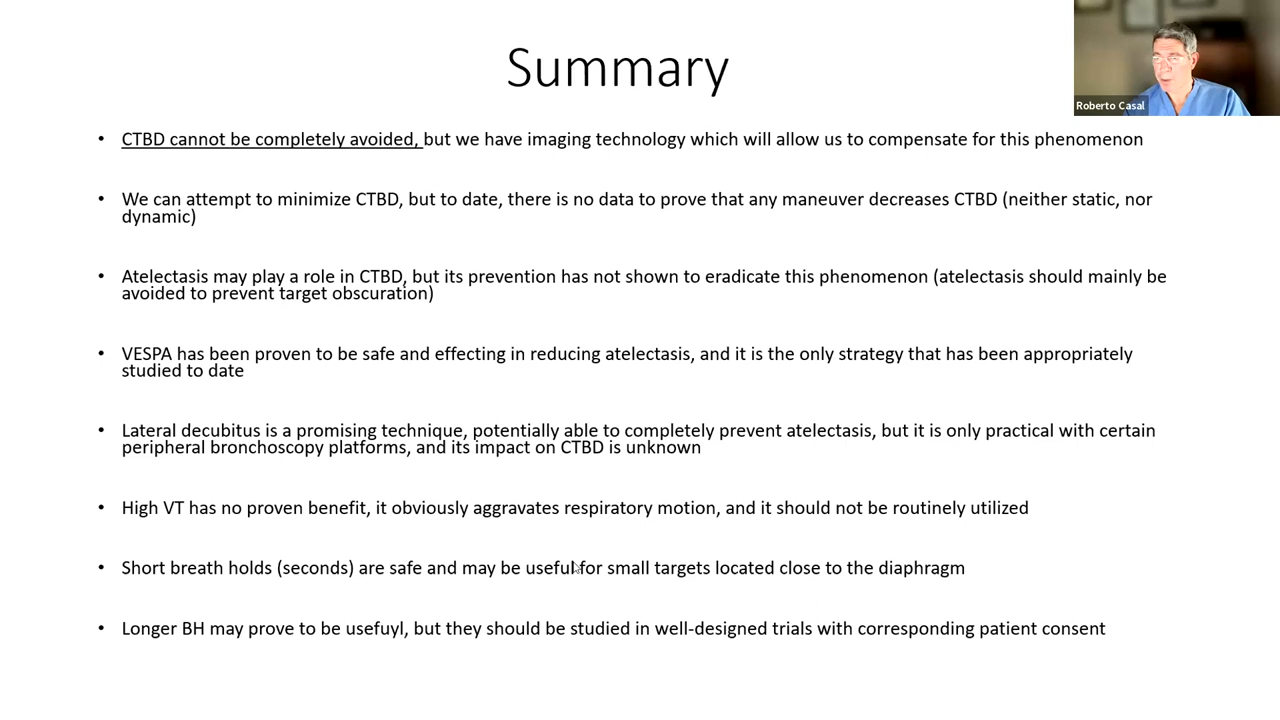 Summary
Roberto Casal
• CTBD cannot be completely avoided, but we have imaging technology which will allow us to compensate for this phenomenon
• We can attempt to minimize CTBD, but to date, there is no data to prove that any maneuver decreases CTBD (neither static, nor
dynamic)
• Atelectasis may play a role in CTBD, but its prevention has not shown to eradicate this phenomenon (atelectasis should mainly be
avoided to prevent target obscuration)
• VESPA has been proven to be safe and effecting in reducing atelectasis, and it is the only strategy that has been appropriately
studied to date
• Lateral decubitus is a promising technique, potentially able to completely prevent atelectasis, but it is only practical with certain
peripheral bronchoscopy platforms, and its impact on CTBD is unknown
• High VT has no proven benefit, it obviously aggravates respiratory motion, and it should not be routinely utilized
• Short breath holds (seconds) are safe and may be useful for small targets located close to the diaphragm
• Longer BH may prove to be usefuyl, but they should be studied in well-designed trials with corresponding patient consent